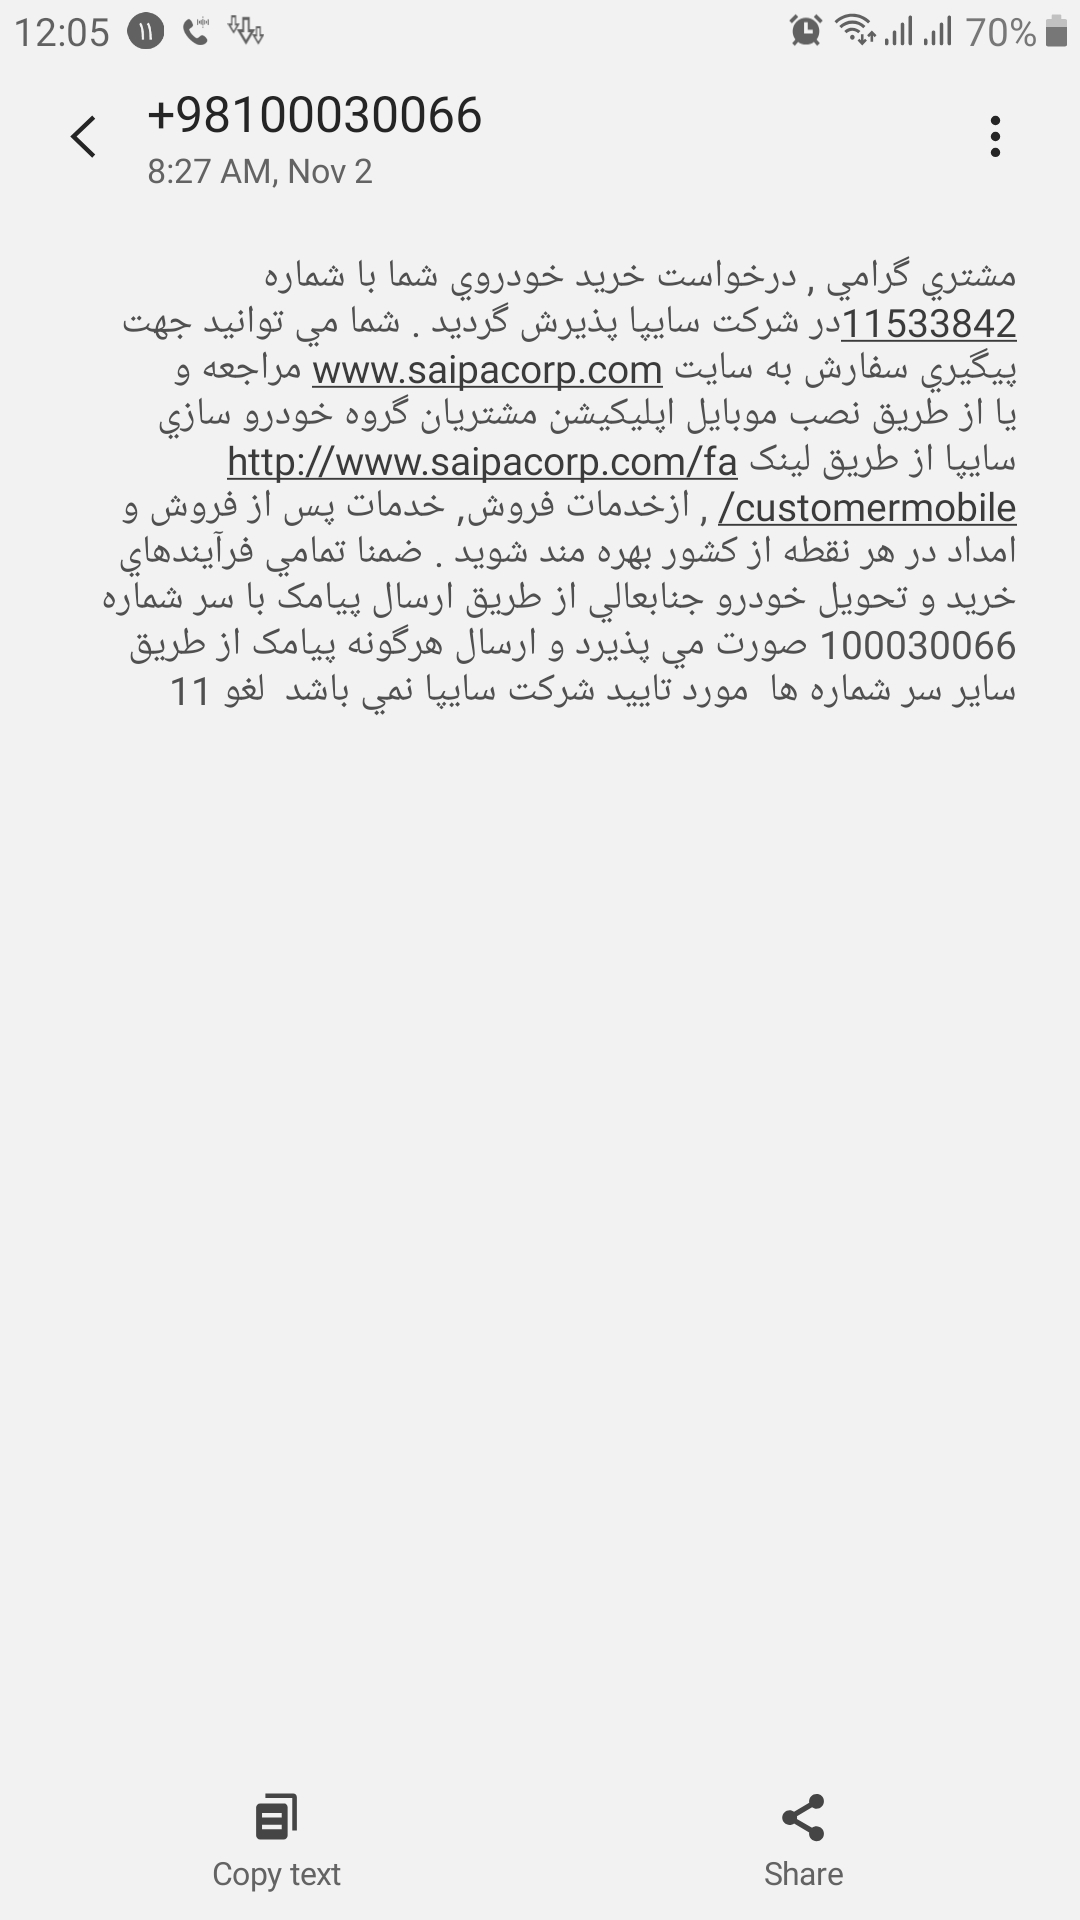 12:05 ۱۱ 70%
+98100030066
8:27 AM, Nov 2
مشتري گرامي , درخواست خريد خودروي شما با شماره
11533842در شرکت سايپا پذيرش گرديد . شما مي توانيد جهت
پيگيري سفارش به سايت www.saipacorp.com مراجعه و
يا از طريق نصب موبايل اپليکيشن مشتريان گروه خودرو سازي
سايپا از طريق لينک http://www.saipacorp.com/fa
/customermobile , ازخدمات فروش, خدمات پس از فروش و
امداد در هر نقطه از کشور بهره مند شويد . ضمنا تمامي فرآيندهاي
خريد و تحويل خودرو جنابعالي از طريق ارسال پيامک با سر شماره
100030066 صورت مي پذيرد و ارسال هرگونه پيامک از طريق
ساير سر شماره ها  مورد تاييد شرکت سايپا نمي باشد  لغو 11
Copy text
Share